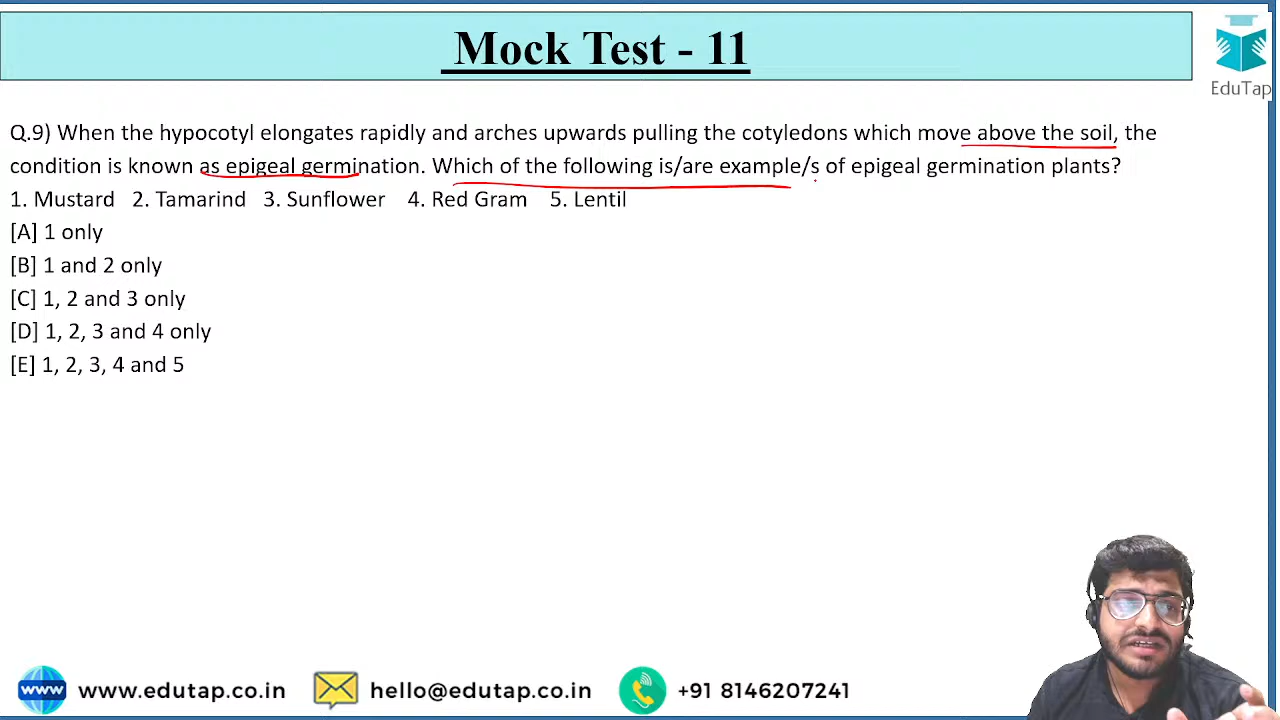 Mock Test - 11
EduTap
Q.9) When the hypocotyl elongates rapidly and arches upwards pulling the cotyledons which move above the soil, the
condition is known as epigeal germination. Which of the following is/are example/s of epigeal germination plants?
1. Mustard 2. Tamarind 3. Sunflower 4. Red Gram 5. Lentil
[A] 1 only
[B] 1 and 2 only
[C] 1, 2 and 3 only
[D] 1, 2, 3 and 4 only
[E] 1, 2, 3, 4 and 5
www www.edutap.co.in hello@edutap.co.in +91 8146207241